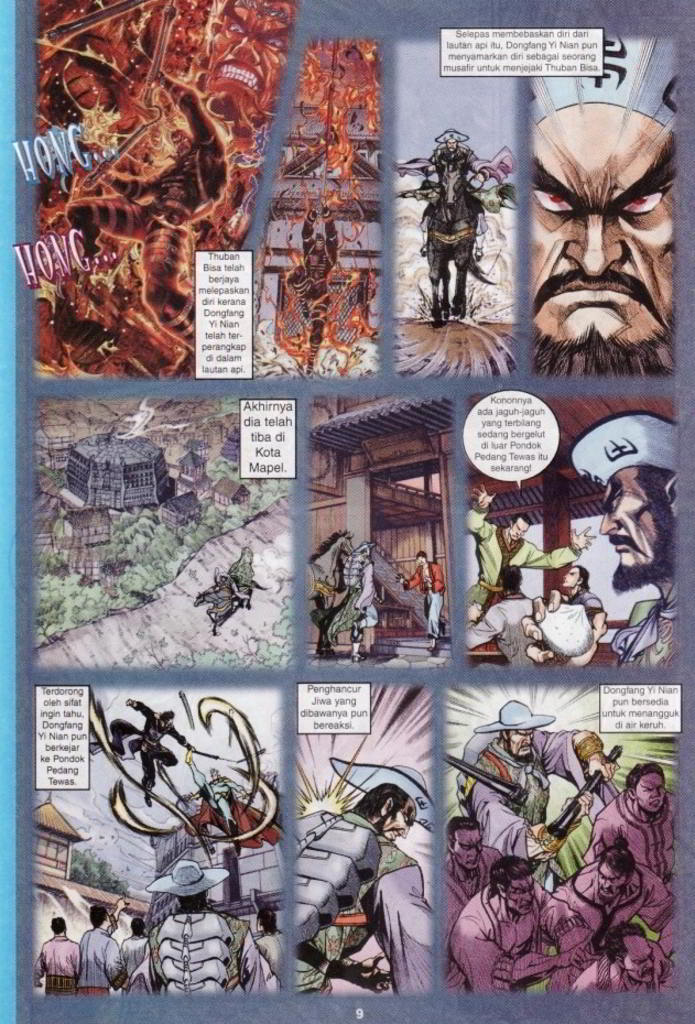 Selepas membebaskan diri dari
lautan api itu, Dongfang Yi Nian pun
menyamarkan diri sebagai seorang
musafir untuk menjejaki Thuban Bisa.
HONG...
HONG...
Thuban
Bisa telah
berjaya
melepaskan
diri kerana
Dongfang
Yi Nian
telah ter-
perangkap
di dalam
lautan api.
Akhirnya
dia telah
tiba di
Kota
Mapel.
Kononnya
ada jaguh-jaguh
yang terbilang
sedang bergelut
di luar Pondok
Pedang Tewas itu
sekarang!
Terdorong
oleh sifat
ingin tahu,
Dongfang
Yi Nian pun
berkejar
ke Pondok
Pedang
Tewas.
Penghancur
Jiwa yang
dibawanya pun
bereaksi.
Dongfang Yi Nian
pun bersedia
untuk menangguk
di air keruh.
9